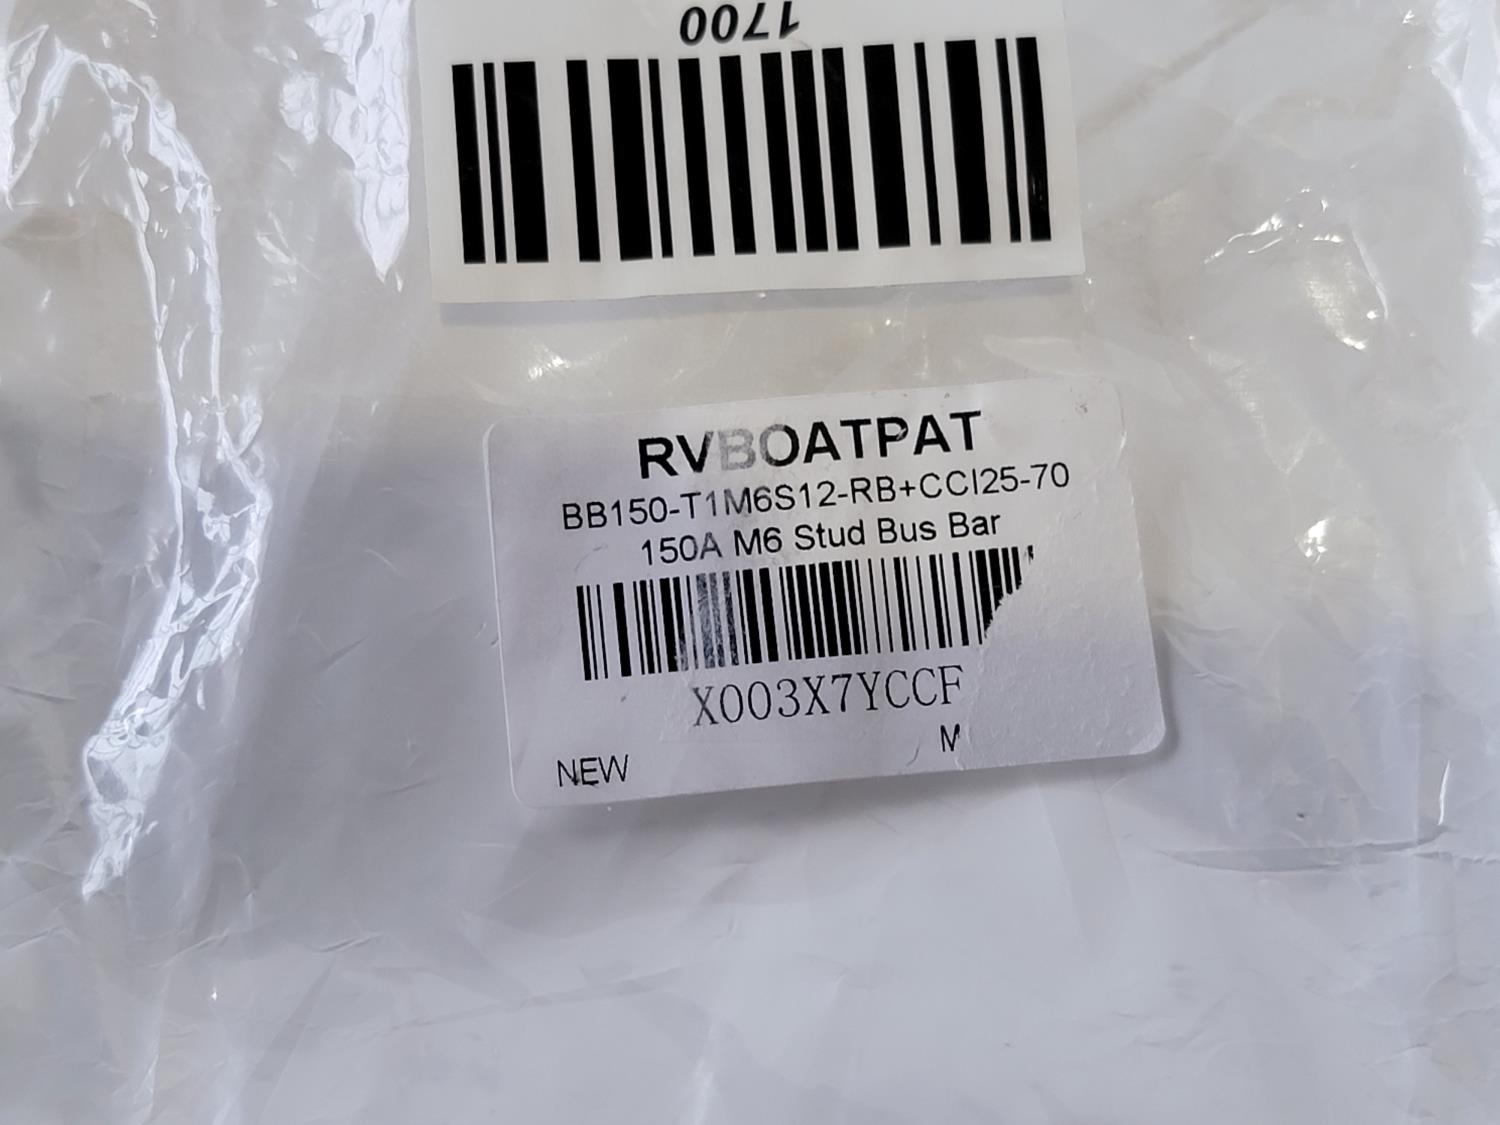 1700
RVBOATPAT
BB150-T1M6S12-RB+CCI25-70
150A M6 Stud Bus Bar
X003X7YCCF
NEW
M